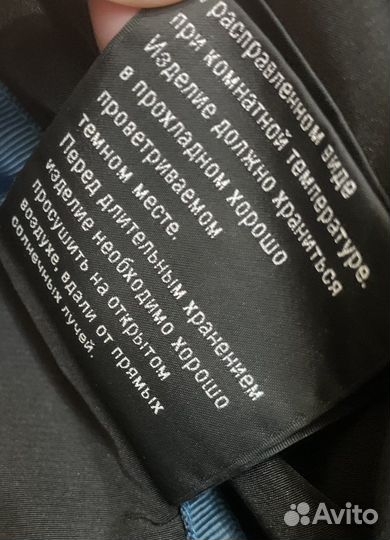 расправленном виде
при комнатной температуре.
Изделие должно храниться
в прохладном хорошо
проветриваемом
темном месте.
Перед длительным хранением
изделие необходимо хорошо
просушить на открытом
воздухе, вдали от прямых
солнечных лучей.
Avito